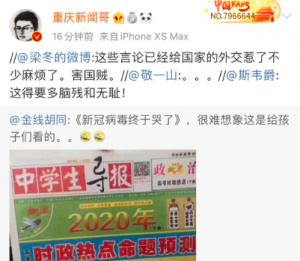 重庆新闻哥
16分钟前 来自 iPhone XS Max
NO.7966644
//@梁冬的微博:这些言论已经给国家的外交惹了不
少麻烦了。害国贼。//@敬一山:。。。//@斯韦爵:
这得要多脑残和无耻!
@金线胡同:《新冠病毒终于哭了》，很难想象这是给孩
子们看的。。
中学生导报
政治
2020年
时政热点命题预测